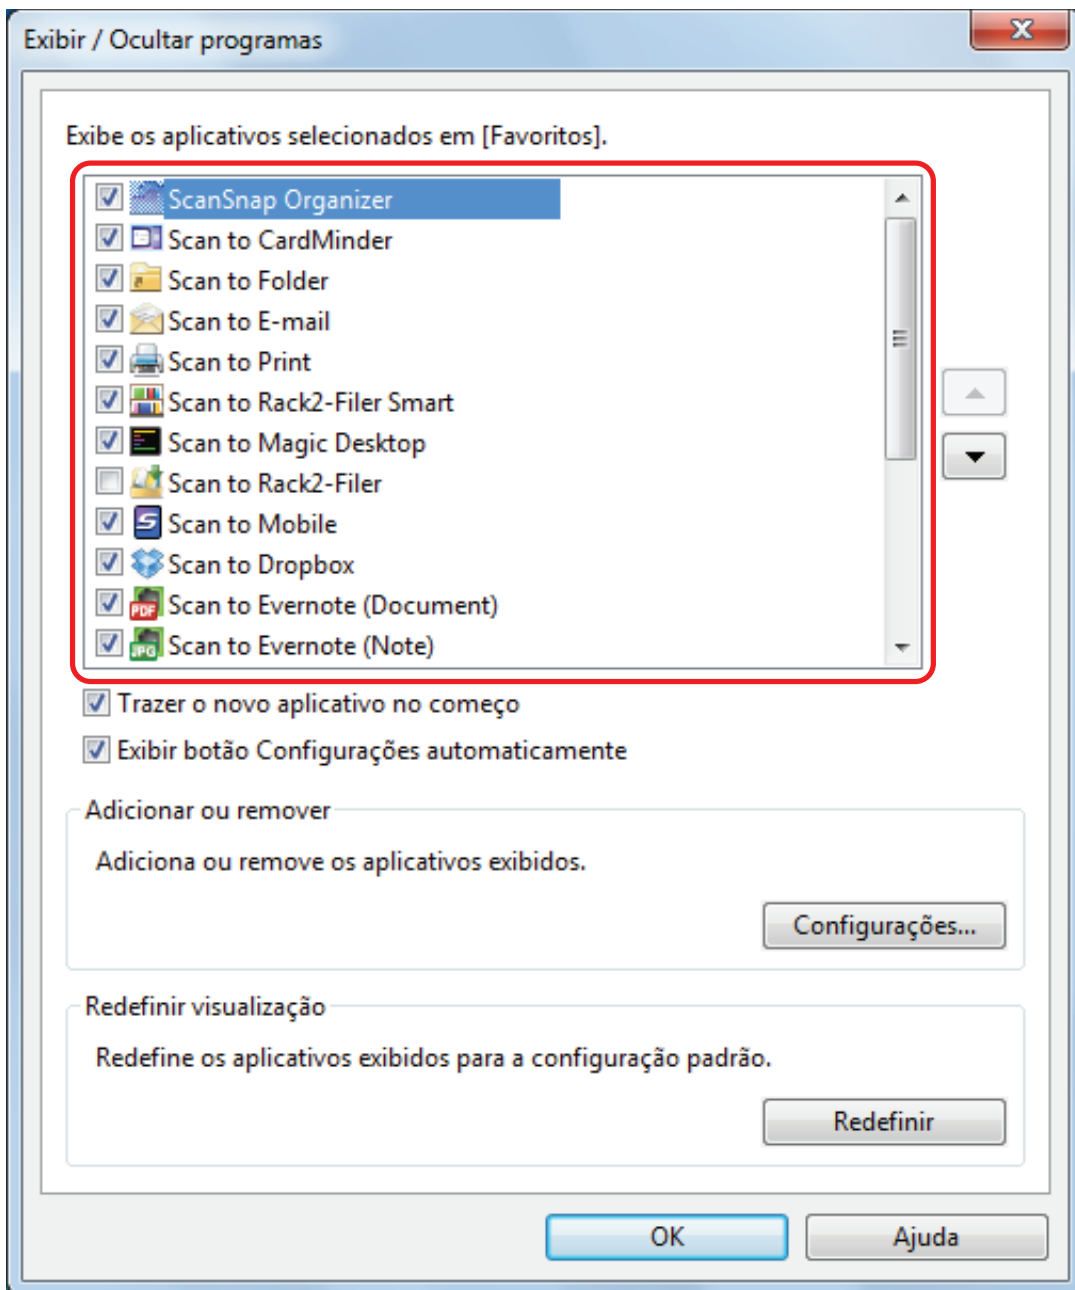 Exibir / Ocultar programas
Exibe os aplicativos selecionados em [Favoritos].
ScanSnap Organizer
Scan to CardMinder
Scan to Folder
Scan to E-mail
Scan to Print
Scan to Rack2-Filer Smart
Scan to Magic Desktop
Scan to Rack2-Filer
Scan to Mobile
Scan to Dropbox
PDF Scan to Evernote (Document)
JPG Scan to Evernote (Note)
Trazer o novo aplicativo no começo
Exibir botão Configurações automaticamente
Adicionar ou remover
Adiciona ou remove os aplicativos exibidos.
Configurações...
Redefinir visualização
Redefine os aplicativos exibidos para a configuração padrão.
Redefinir
OK
Ajuda